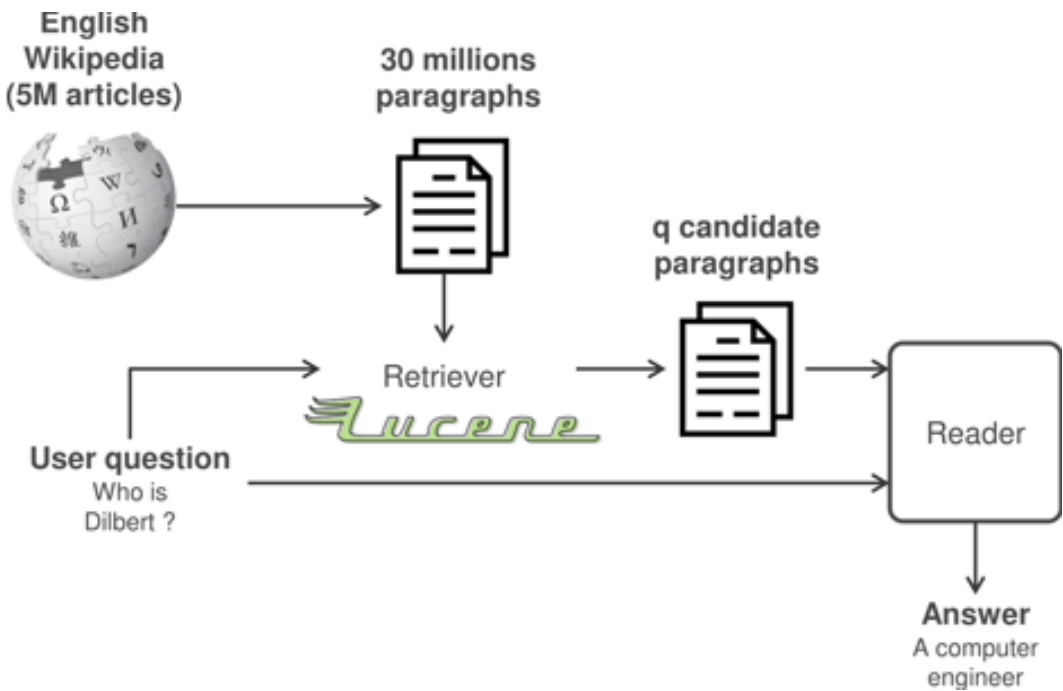 English
Wikipedia
(5M articles)
30 millions
paragraphs
Ω
W
И
q candidate
paragraphs
Retriever
Lucene
User question
Who is
Dilbert ?
Reader
Answer
A computer
engineer